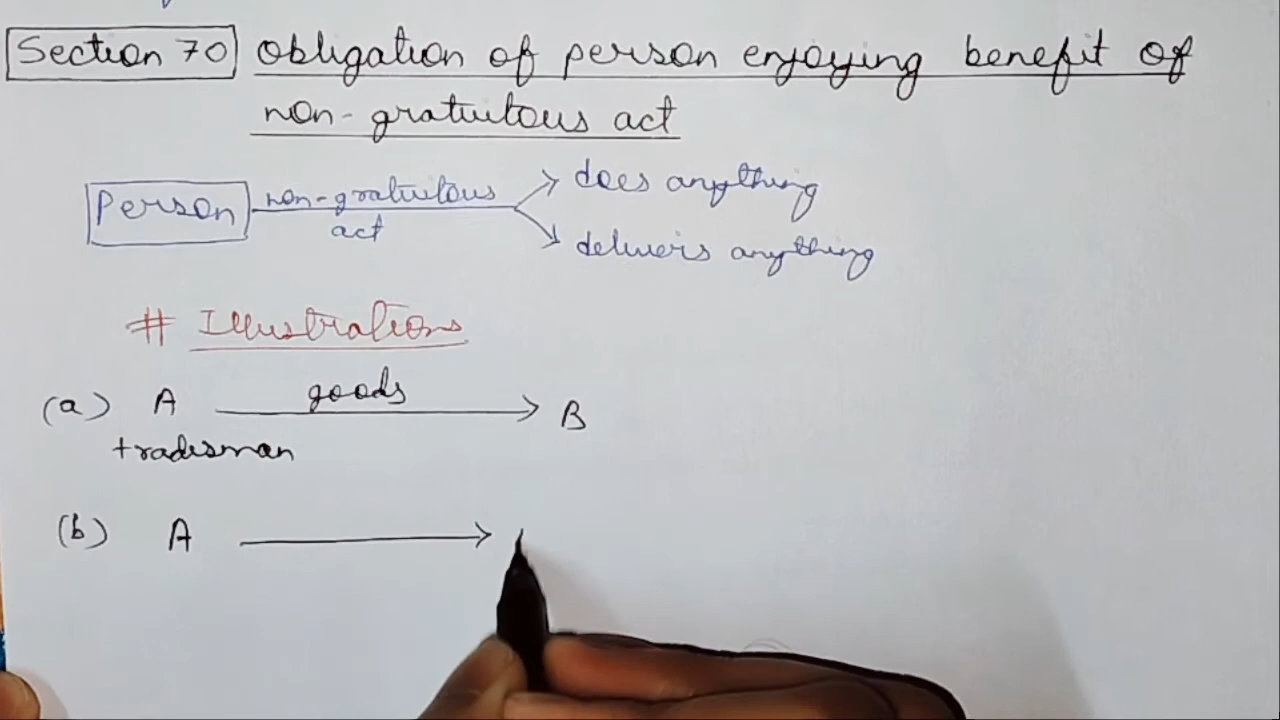 Section 70 obligation of person enjoying benefit of
non-gratuitous act
Person non-gratuitous act
does anything
delivers anything
# Illustrations
(a) A goods B
tradesman
(b) A